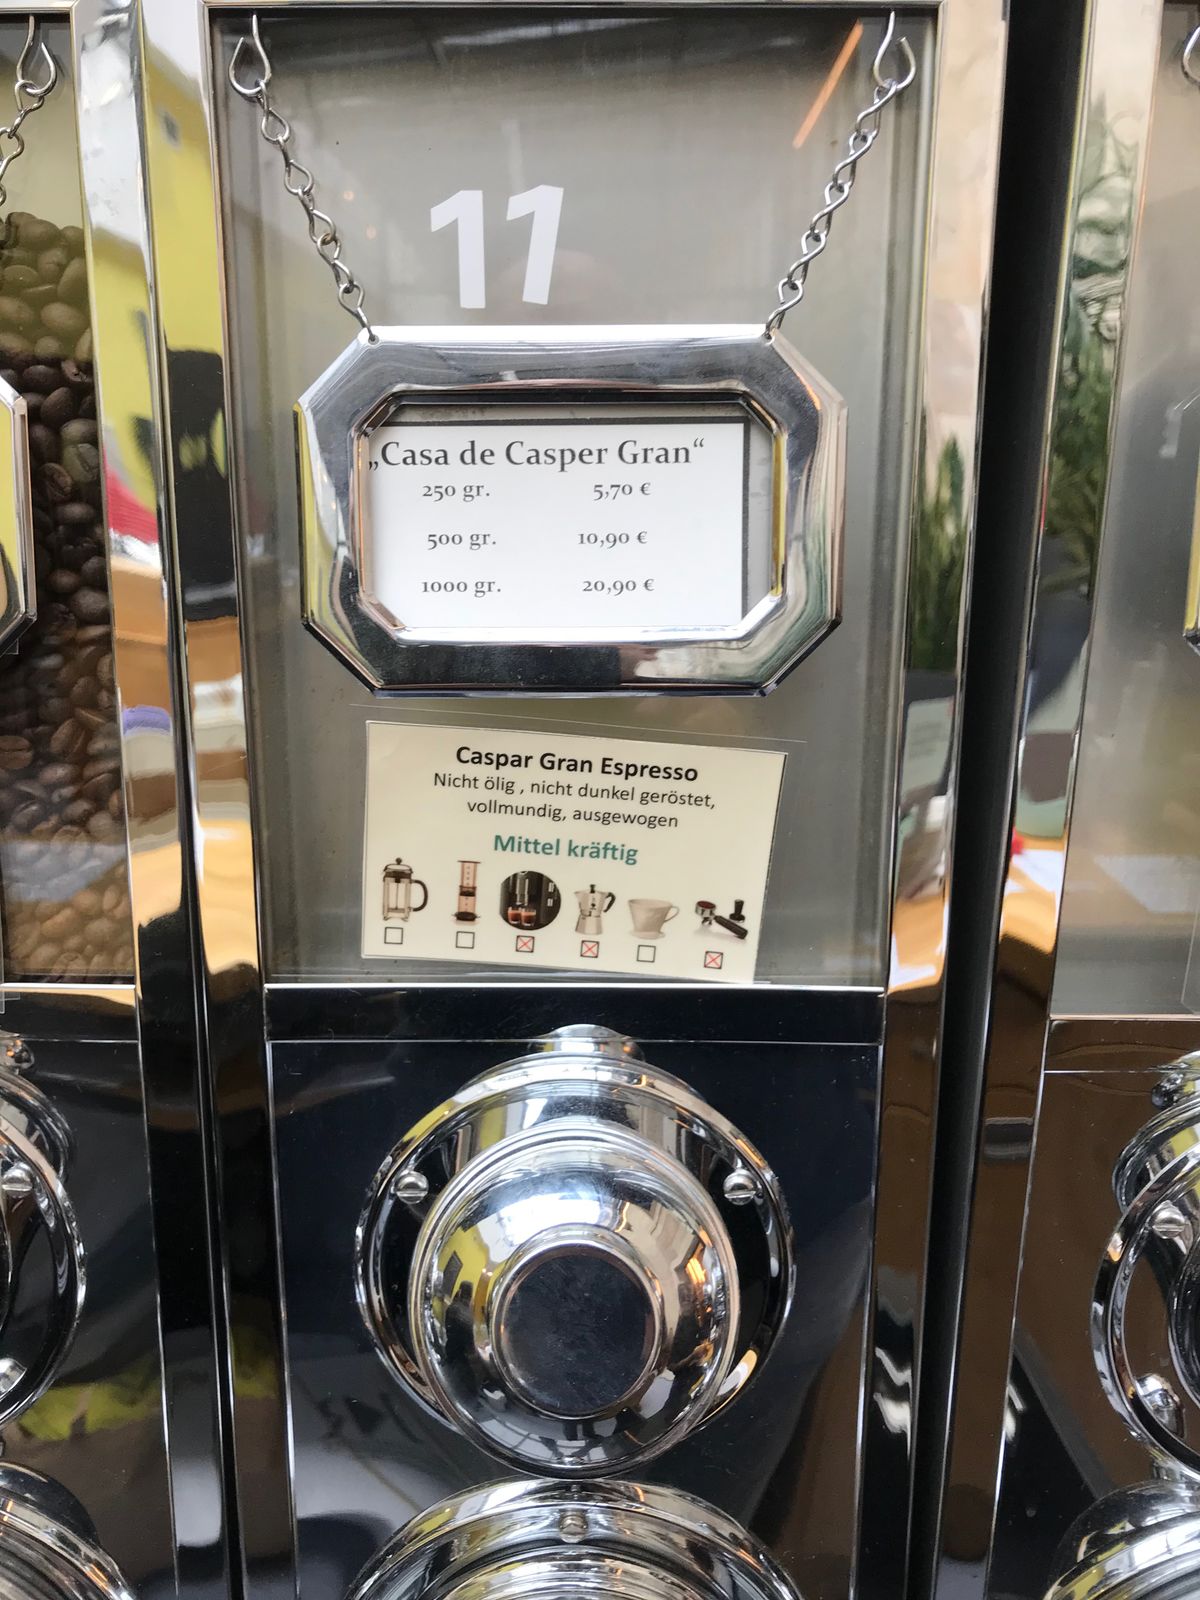 11
„Casa de Casper Gran“
250 gr. 5,70 €
500 gr. 10,90 €
1000 gr. 20,90 €
Caspar Gran Espresso
Nicht ölig , nicht dunkel geröstet,
vollmundig, ausgewogen
Mittel kräftig